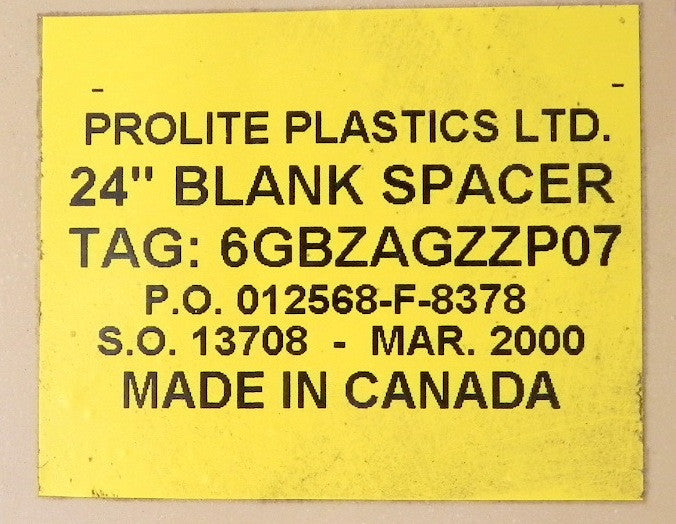 PROLITE PLASTICS LTD.
24" BLANK SPACER
TAG: 6GBZAGZZP07
P.O. 012568-F-8378
S.O. 13708 - MAR. 2000
MADE IN CANADA